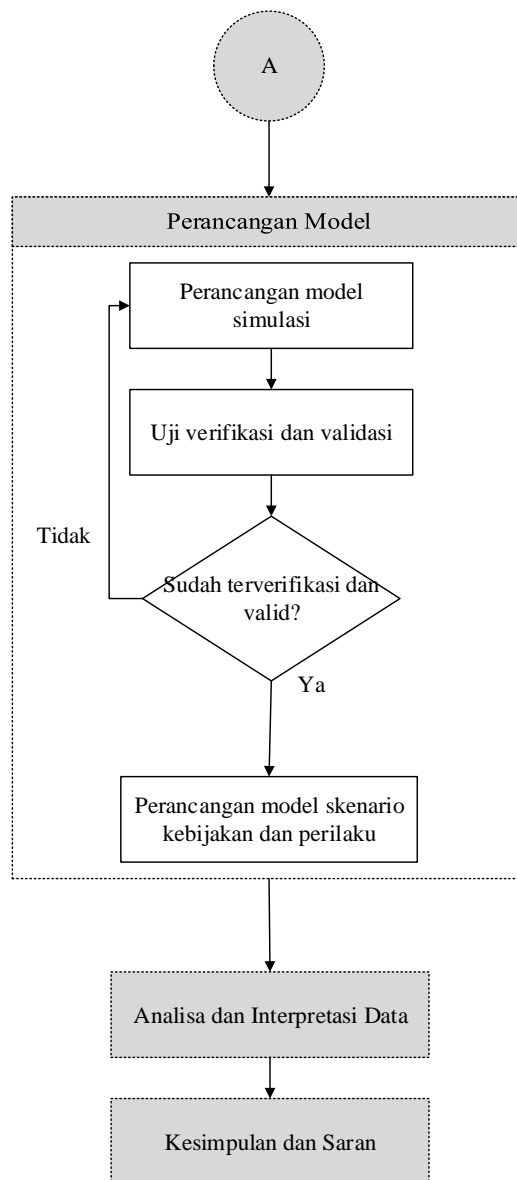 A
Perancangan Model
Perancangan model
simulasi
Uji verifikasi dan validasi
Tidak
Sudah terverifikasi dan
valid?
Ya
Perancangan model skenario
kebijakan dan perilaku
Analisa dan Interpretasi Data
Kesimpulan dan Saran